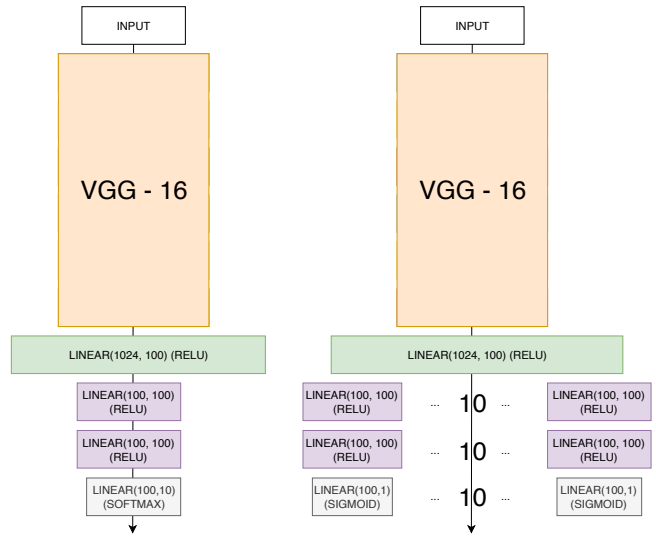 INPUT
VGG - 16
LINEAR(1024, 100) (RELU)
LINEAR(100, 100)
(RELU)
LINEAR(100, 100)
(RELU)
LINEAR(100,10)
(SOFTMAX)
INPUT
VGG - 16
LINEAR(1024, 100) (RELU)
LINEAR(100, 100)
(RELU)
... 10 ...
LINEAR(100, 100)
(RELU)
LINEAR(100, 100)
(RELU)
... 10 ...
LINEAR(100, 100)
(RELU)
LINEAR(100,1)
(SIGMOID)
... 10 ...
LINEAR(100,1)
(SIGMOID)